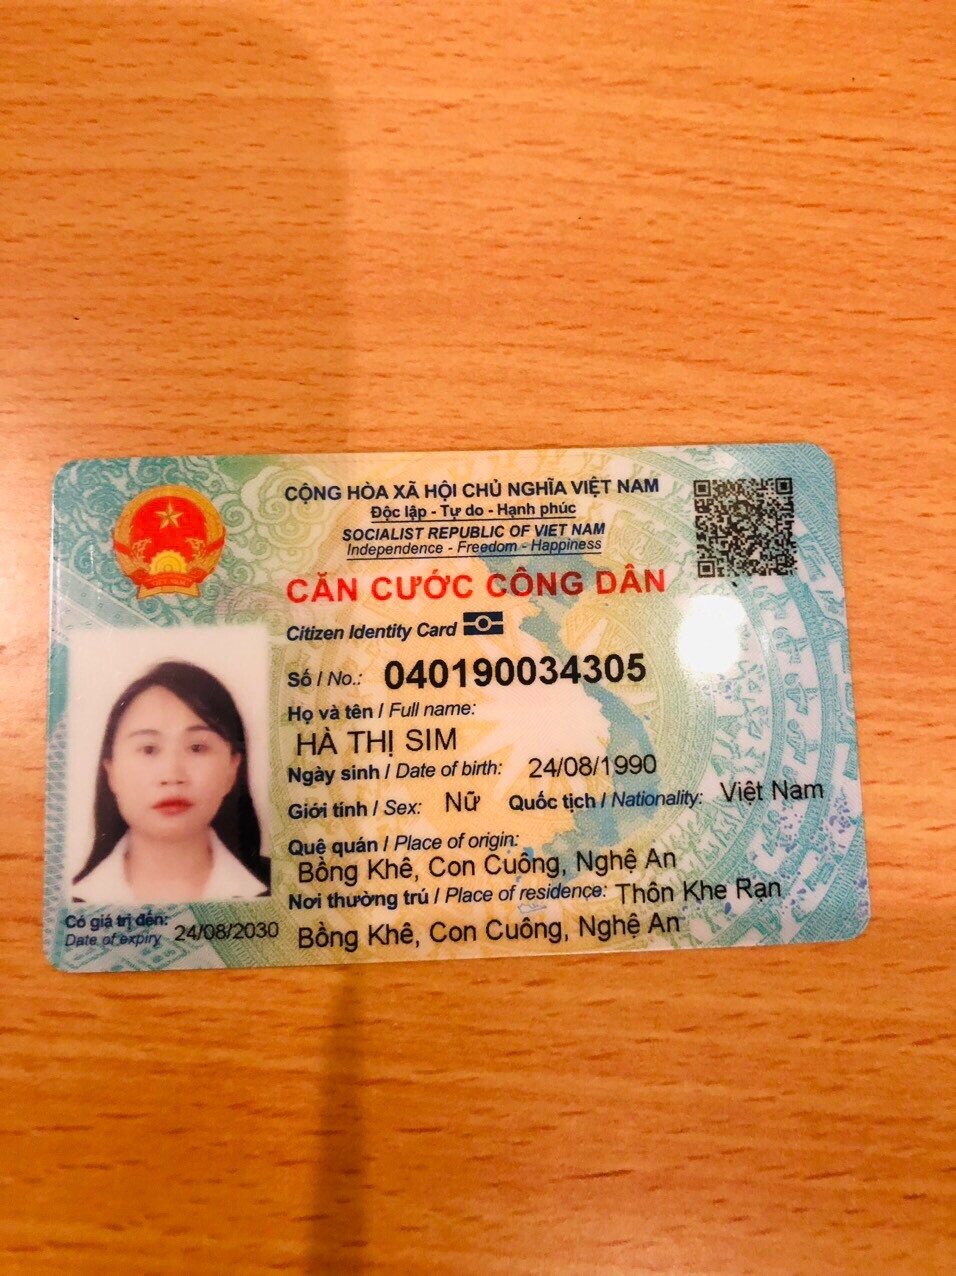 CỘNG HÒA XÃ HỘI CHỦ NGHĨA VIỆT NAM
Độc lập - Tự do - Hạnh phúc
SOCIALIST REPUBLIC OF VIET NAM
Independence - Freedom - Happiness
CĂN CƯỚC CÔNG DÂN
Citizen Identity Card
Số / No.: 040190034305
Họ và tên / Full name:
HÀ THỊ SIM
Ngày sinh / Date of birth: 24/08/1990
Giới tính / Sex: Nữ Quốc tịch / Nationality: Việt Nam
Quê quán / Place of origin:
Bồng Khê, Con Cuông, Nghệ An
Nơi thường trú / Place of residence: Thôn Khe Rạn
Bồng Khê, Con Cuông, Nghệ An
Có giá trị đến:
Date of expiry 24/08/2030